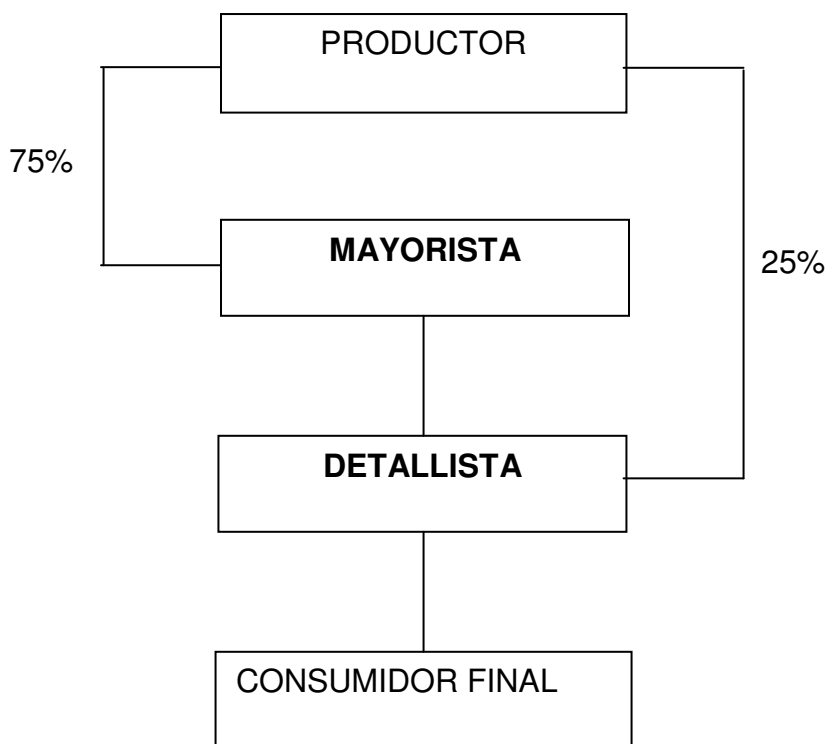 PRODUCTOR
75%
MAYORISTA
25%
DETALLISTA
CONSUMIDOR FINAL